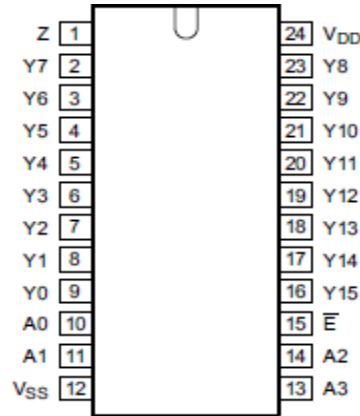 Z 1 24 VDD
Y7 2 23 Y8
Y6 3 22 Y9
Y5 4 21 Y10
Y4 5 20 Y11
Y3 6 19 Y12
Y2 7 18 Y13
Y1 8 17 Y14
Y0 9 16 Y15
A0 10 15 E̅
A1 11 14 A2
VSS 12 13 A3